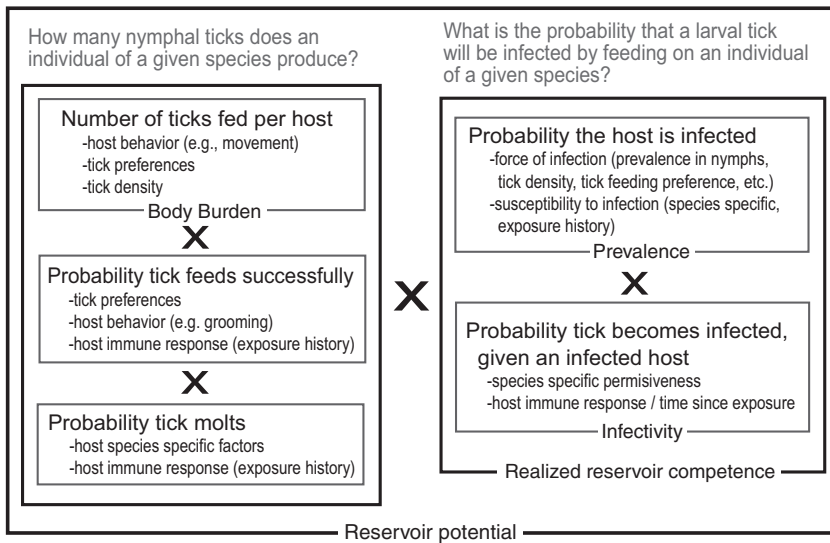 How many nymphal ticks does an
individual of a given species produce?
Number of ticks fed per host
-host behavior (e.g., movement)
-tick preferences
-tick density
Body Burden
X
Probability tick feeds successfully
-tick preferences
-host behavior (e.g. grooming)
-host immune response (exposure history)
X
Probability tick molts
-host species specific factors
-host immune response (exposure history)
X
What is the probability that a larval tick
will be infected by feeding on an individual
of a given species?
Probability the host is infected
-force of infection (prevalence in nymphs,
tick density, tick feeding preference, etc.)
-susceptibility to infection (species specific,
exposure history)
Prevalence
X
Probability tick becomes infected,
given an infected host
-species specific permisiveness
-host immune response / time since exposure
Infectivity
Realized reservoir competence
Reservoir potential